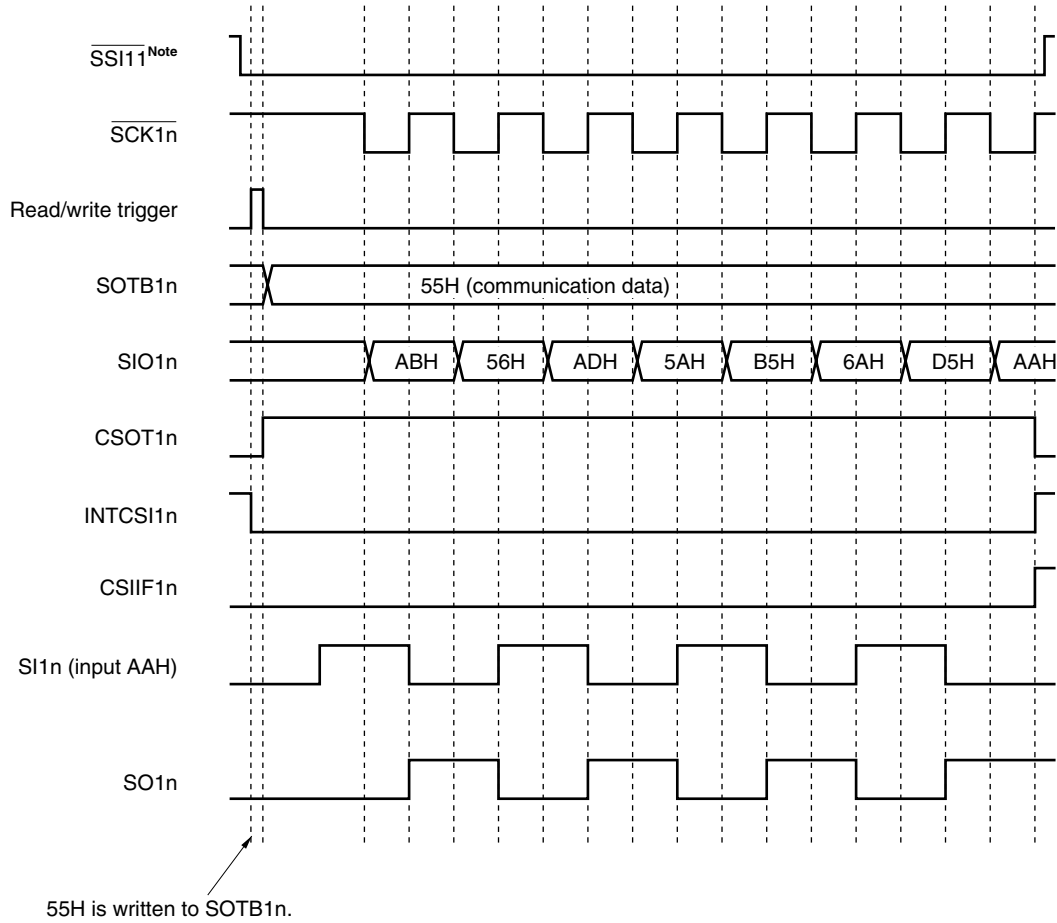 SSI11Note
SCK1n
Read/write trigger
SOTB1n
55H (communication data)
SIO1n
ABH 56H ADH 5AH B5H 6AH D5H AAH
CSOT1n
INTCSI1n
CSIIF1n
SI1n (input AAH)
SO1n
55H is written to SOTB1n.